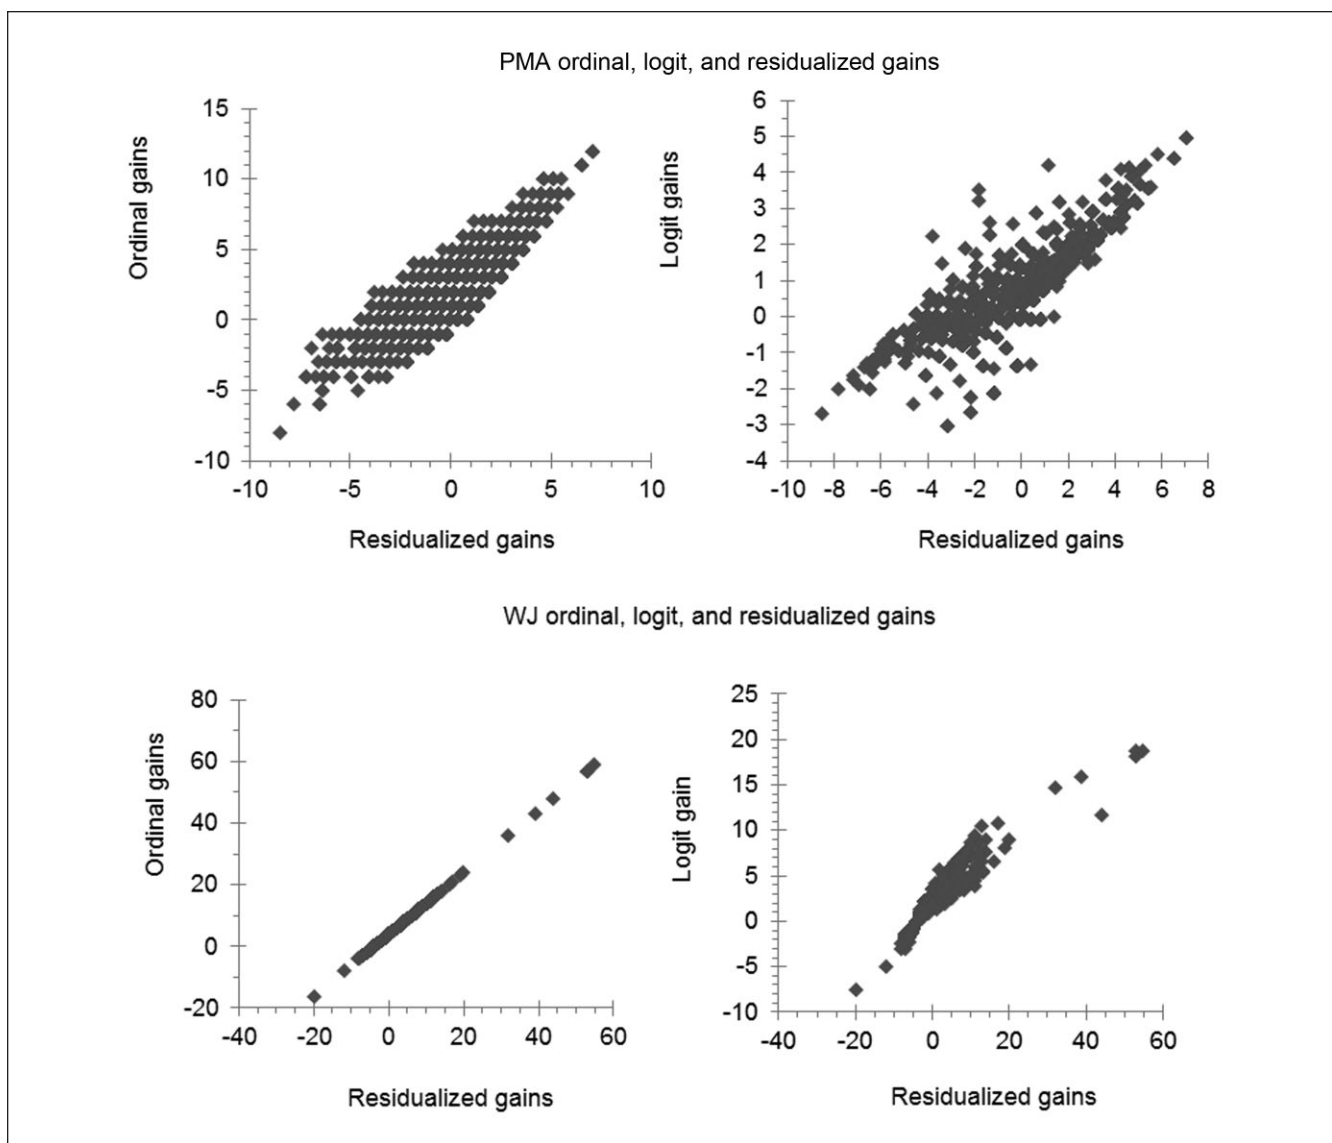 PMA ordinal, logit, and residualized gains
Ordinal gains
15
10
5
0
-5
-10
-10 -5 0 5 10
Residualized gains
Logit gains
6
5
4
3
2
1
0
-1
-2
-3
-4
-10 -8 -6 -4 -2 0 2 4 6 8
Residualized gains
WJ ordinal, logit, and residualized gains
Ordinal gains
80
60
40
20
0
-20
-40 -20 0 20 40 60
Residualized gains
Logit gain
25
20
15
10
5
0
-5
-10
-40 -20 0 20 40 60
Residualized gains